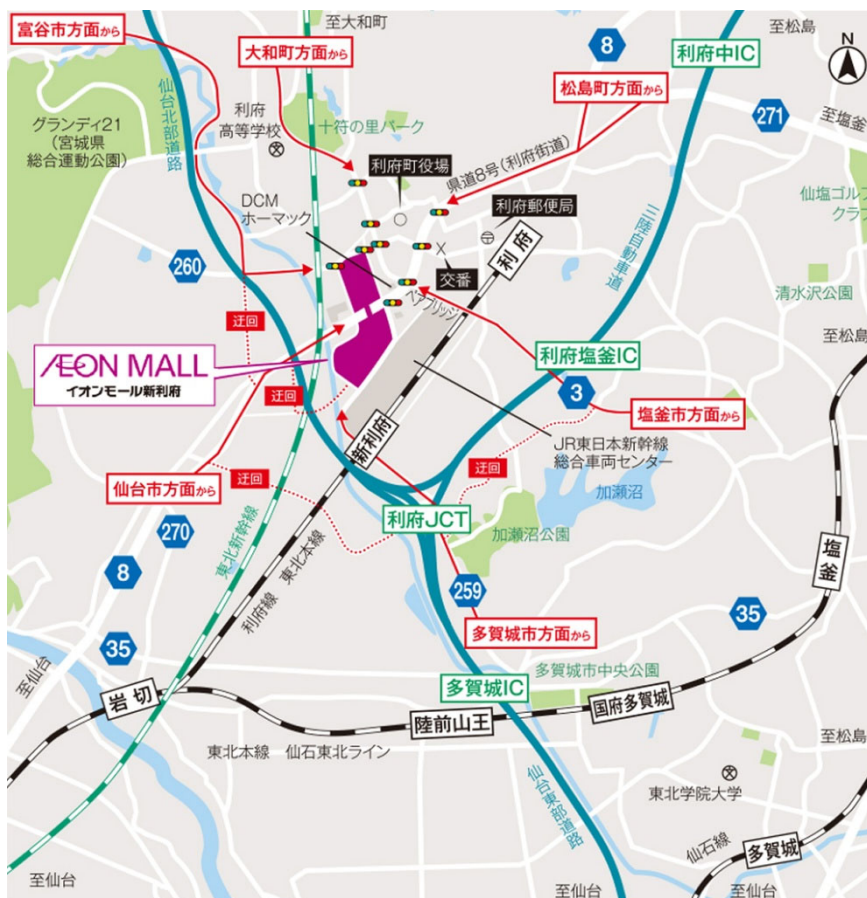 富谷市方面から
至大和町
大和町方面から
8
利府中IC
至松島
N
仙台北部道路
利府
高等学校
十符の里パーク
松島町方面から
271
至塩釜
グランディ21
(宮城県
総合運動公園)
利府町役場
県道8号(利府街道)
仙塩ゴルフ
クラブ
DCM
ホーマック
利府郵便局
利府
三陸自動車道
260
交番
清水沢公園
ペアブリッジ
迂回
至松島
利府塩釜IC
ÆON MALL
イオンモール新利府
迂回
3
塩釜市方面から
新利府
JR東日本新幹線
総合車両センター
仙台市方面から
迂回
迂回
加瀬沼
270
利府JCT
加瀬沼公園
東北新幹線
東北本線
利府線
塩釜
8
259
35
多賀城市方面から
35
至仙台
多賀城市中央公園
岩切
多賀城IC
国府多賀城
陸前山王
東北本線 仙石東北ライン
至松島
仙台東部道路
東北学院大学
仙石線
多賀城
至仙台
至仙台
至仙台